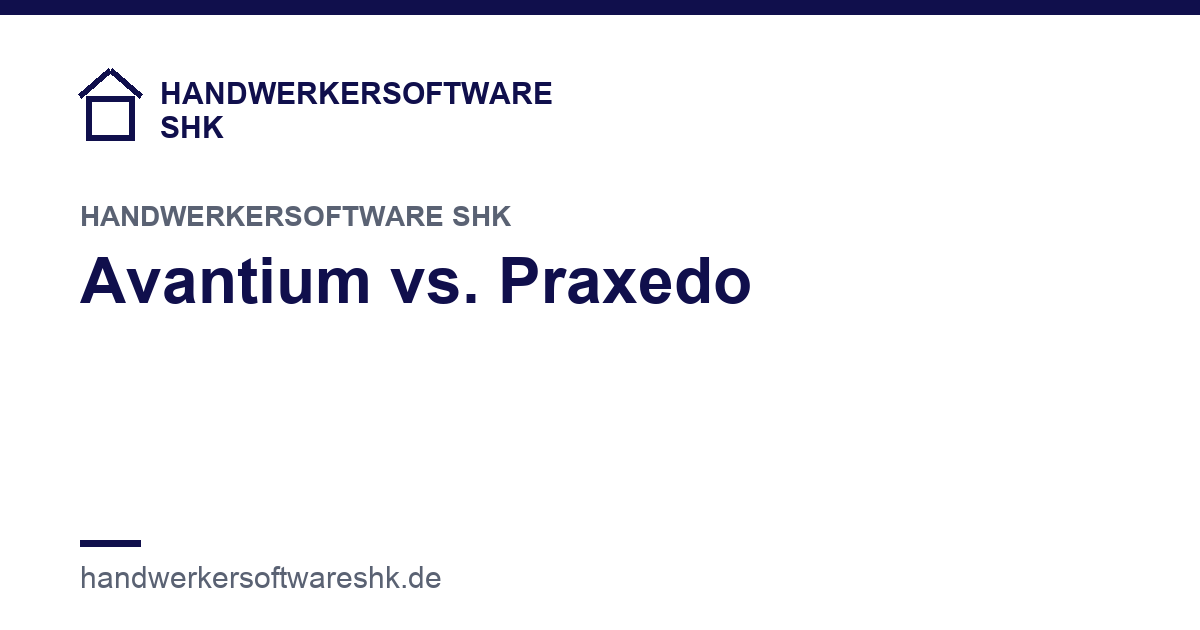 HANDWERKERSOFTWARE
SHK
HANDWERKERSOFTWARE SHK
Avantium vs. Praxedo
handwerkersoftwareshk.de